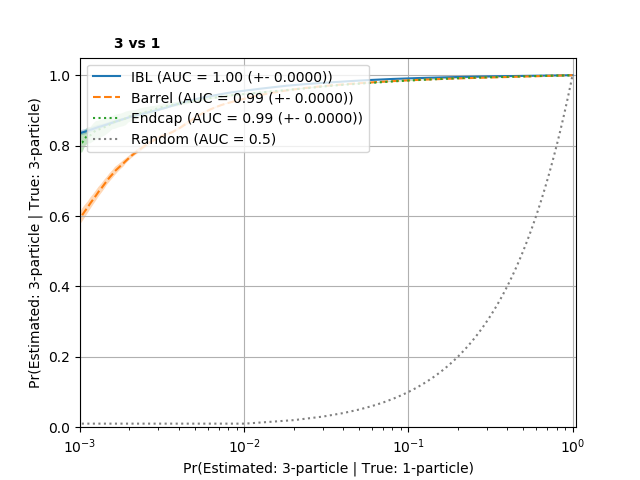 3 vs 1
IBL (AUC = 1.00 (+- 0.0000))
Barrel (AUC = 0.99 (+- 0.0000))
Endcap (AUC = 0.99 (+- 0.0000))
Random (AUC = 0.5)
1.0
0.8
0.6
0.4
0.2
0.0
Pr(Estimated: 3-particle | True: 3-particle)
10⁻³ 10⁻² 10⁻¹ 10⁰
Pr(Estimated: 3-particle | True: 1-particle)